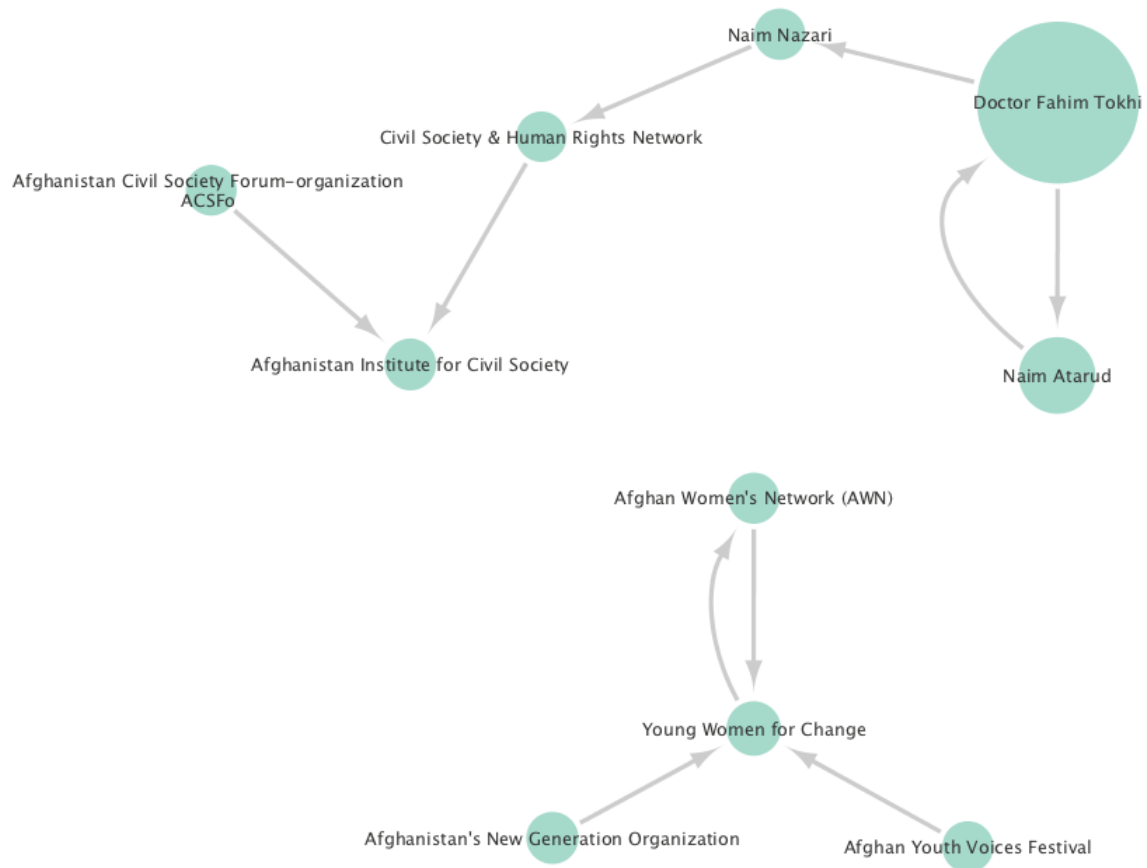 Naim Nazari
Doctor Fahim Tokhi
Civil Society & Human Rights Network
Afghanistan Civil Society Forum-organization
ACSFo
Afghanistan Institute for Civil Society
Naim Atarud
Afghan Women's Network (AWN)
Young Women for Change
Afghanistan's New Generation Organization
Afghan Youth Voices Festival